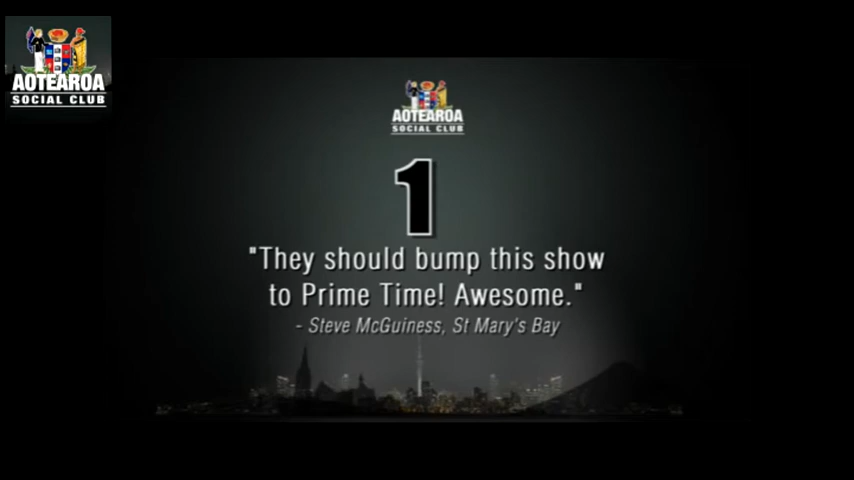 AOTEAROA
SOCIAL CLUB
AOTEAROA
SOCIAL CLUB
1
"They should bump this show
to Prime Time! Awesome."
- Steve McGuiness, St Mary's Bay